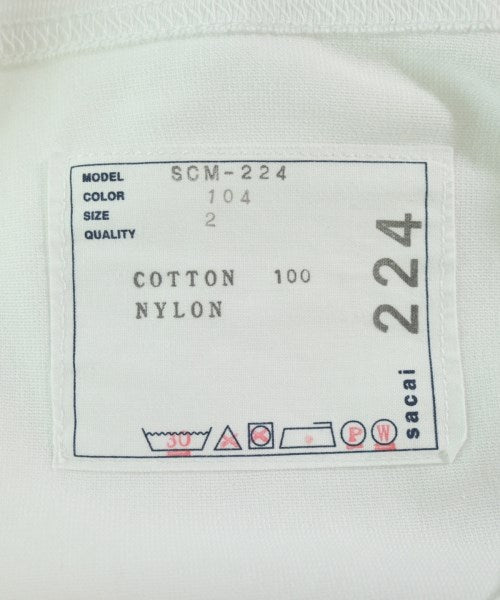 MODEL SCM-224
COLOR 104
SIZE 2
QUALITY
COTTON 100
NYLON
224
sacai
30
P
W